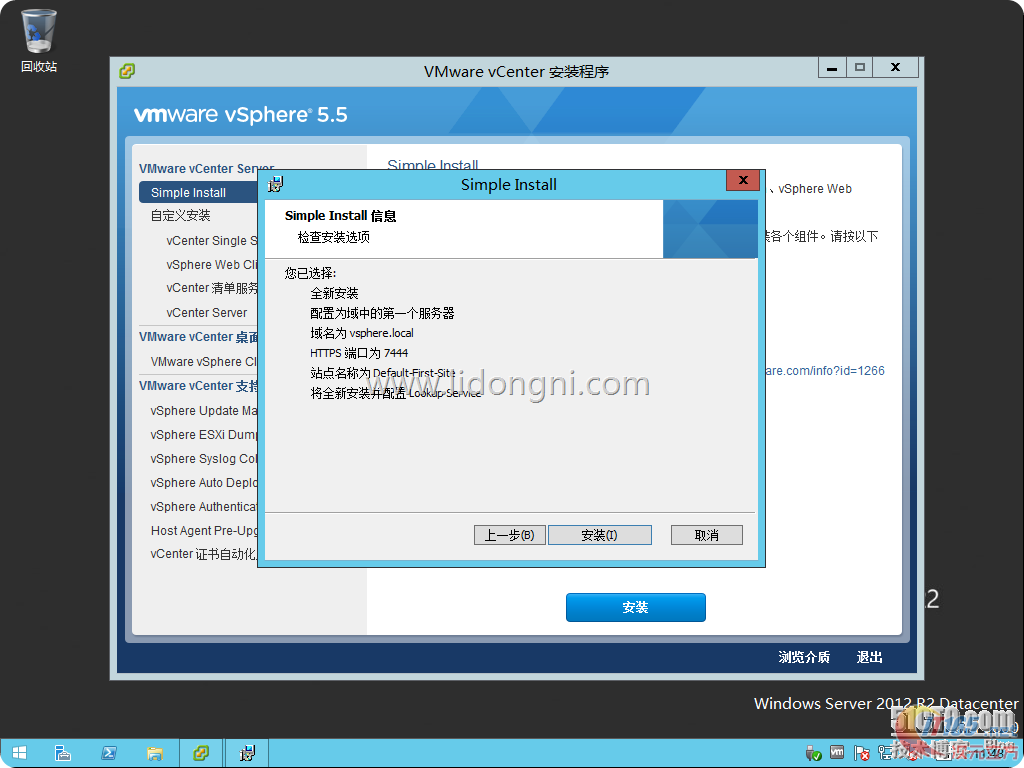 回收站
VMware vCenter 安装程序
vmware vSphere® 5.5
VMware vCenter Server
Simple Install
自定义安装
vCenter Single S
vSphere Web Cli
vCenter 清单服务
vCenter Server
VMware vCenter 桌面
VMware vSphere Cl
VMware vCenter 支持
vSphere Update Ma
vSphere ESXi Dump
vSphere Syslog Col
vSphere Auto Deplo
vSphere Authenticat
Host Agent Pre-Upg
vCenter 证书自动化
Simple Install
、vSphere Web
装各个组件。请按以下
are.com/info?id=1266
Simple Install
Simple Install 信息
检查安装选项
您已选择:
全新安装
配置为域中的第一个服务器
域名为 vsphere.local
HTTPS 端口为 7444
站点名称为 Default-First-Site
将全新安装并配置 Lookup Service
www.lidongni.com
上一步(B)
安装(I)
取消
安装
浏览介质
退出
R2
Windows Server 2012 R2 Datacenter
51CTO.com
技术博客 Blog